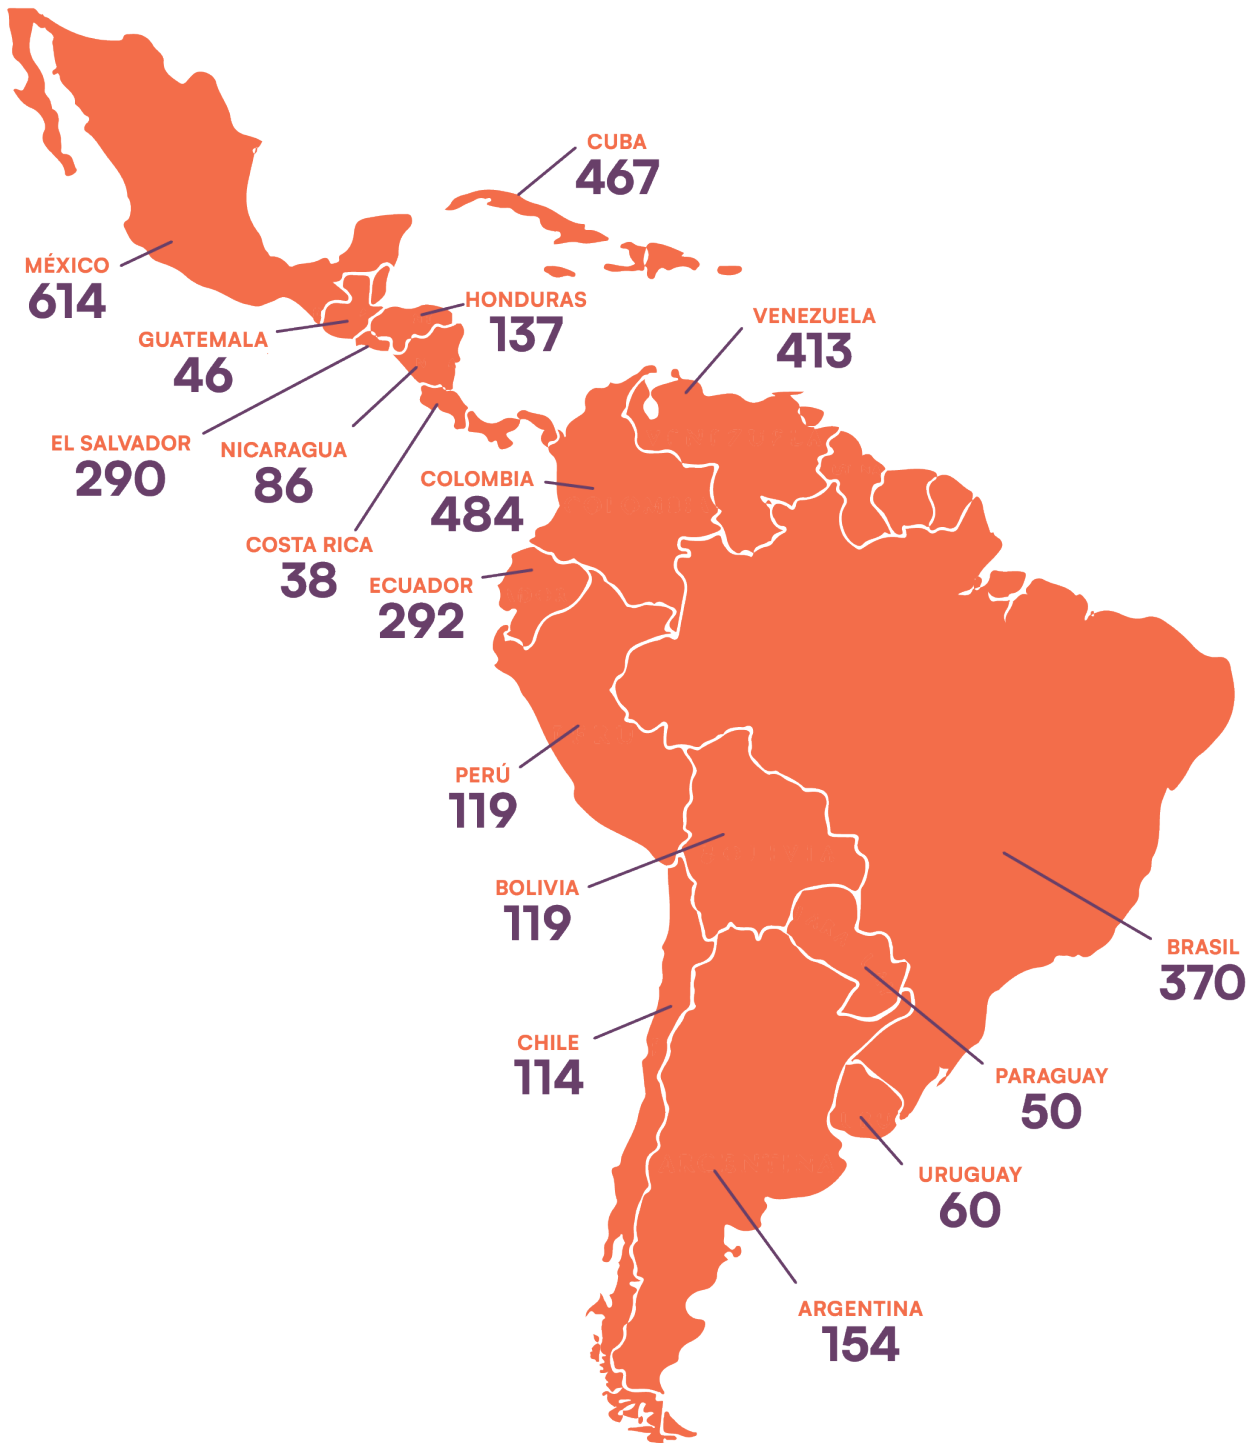 CUBA
467
MÉXICO
614
HONDURAS
137
VENEZUELA
413
GUATEMALA
46
EL SALVADOR
290
NICARAGUA
86
COLOMBIA
484
COSTA RICA
38
ECUADOR
292
PERÚ
119
BOLIVIA
119
BRASIL
370
CHILE
114
PARAGUAY
50
URUGUAY
60
ARGENTINA
154